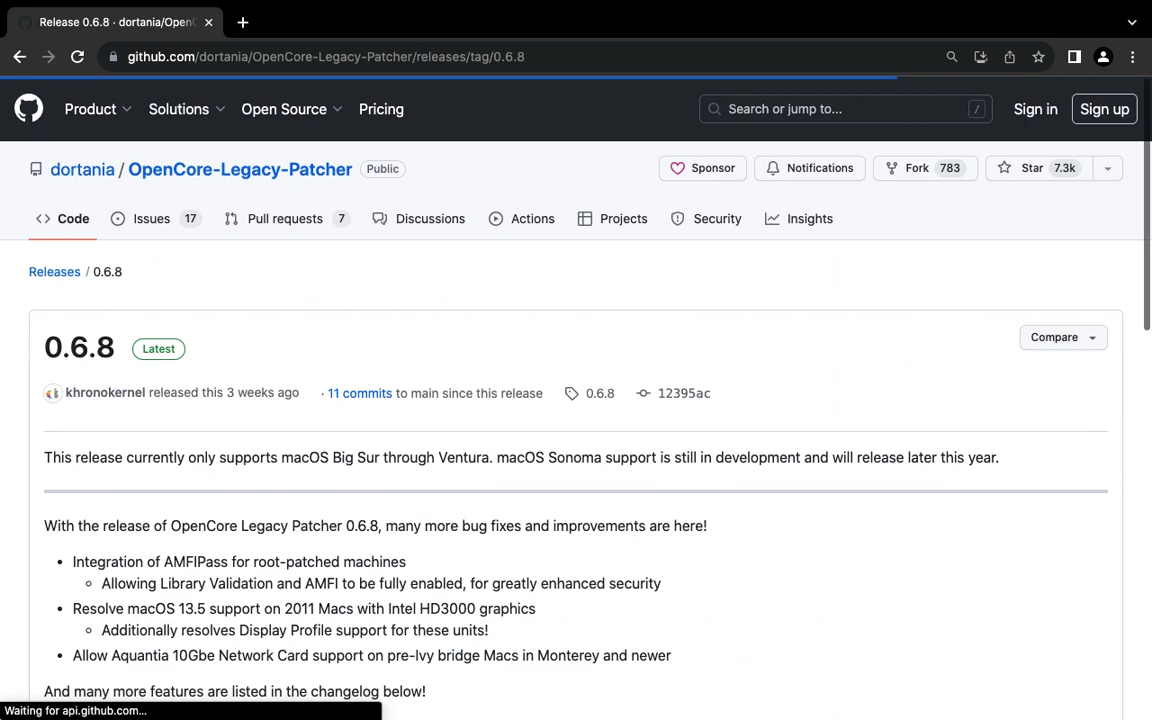 Release 0.6.8 · dortania/OpenC
github.com/dortania/OpenCore-Legacy-Patcher/releases/tag/0.6.8
Product Solutions Open Source Pricing Search or jump to... / Sign in Sign up
dortania / OpenCore-Legacy-Patcher Public Sponsor Notifications Fork 783 Star 7.3k
Code Issues 17 Pull requests 7 Discussions Actions Projects Security Insights
Releases / 0.6.8
0.6.8 Latest Compare
khronokernel released this 3 weeks ago · 11 commits to main since this release 0.6.8 12395ac
This release currently only supports macOS Big Sur through Ventura. macOS Sonoma support is still in development and will release later this year.
With the release of OpenCore Legacy Patcher 0.6.8, many more bug fixes and improvements are here!
• Integration of AMFIPass for root-patched machines
◦ Allowing Library Validation and AMFI to be fully enabled, for greatly enhanced security
• Resolve macOS 13.5 support on 2011 Macs with Intel HD3000 graphics
◦ Additionally resolves Display Profile support for these units!
• Allow Aquantia 10Gbe Network Card support on pre-Ivy bridge Macs in Monterey and newer
And many more features are listed in the changelog below!
Waiting for api.github.com...